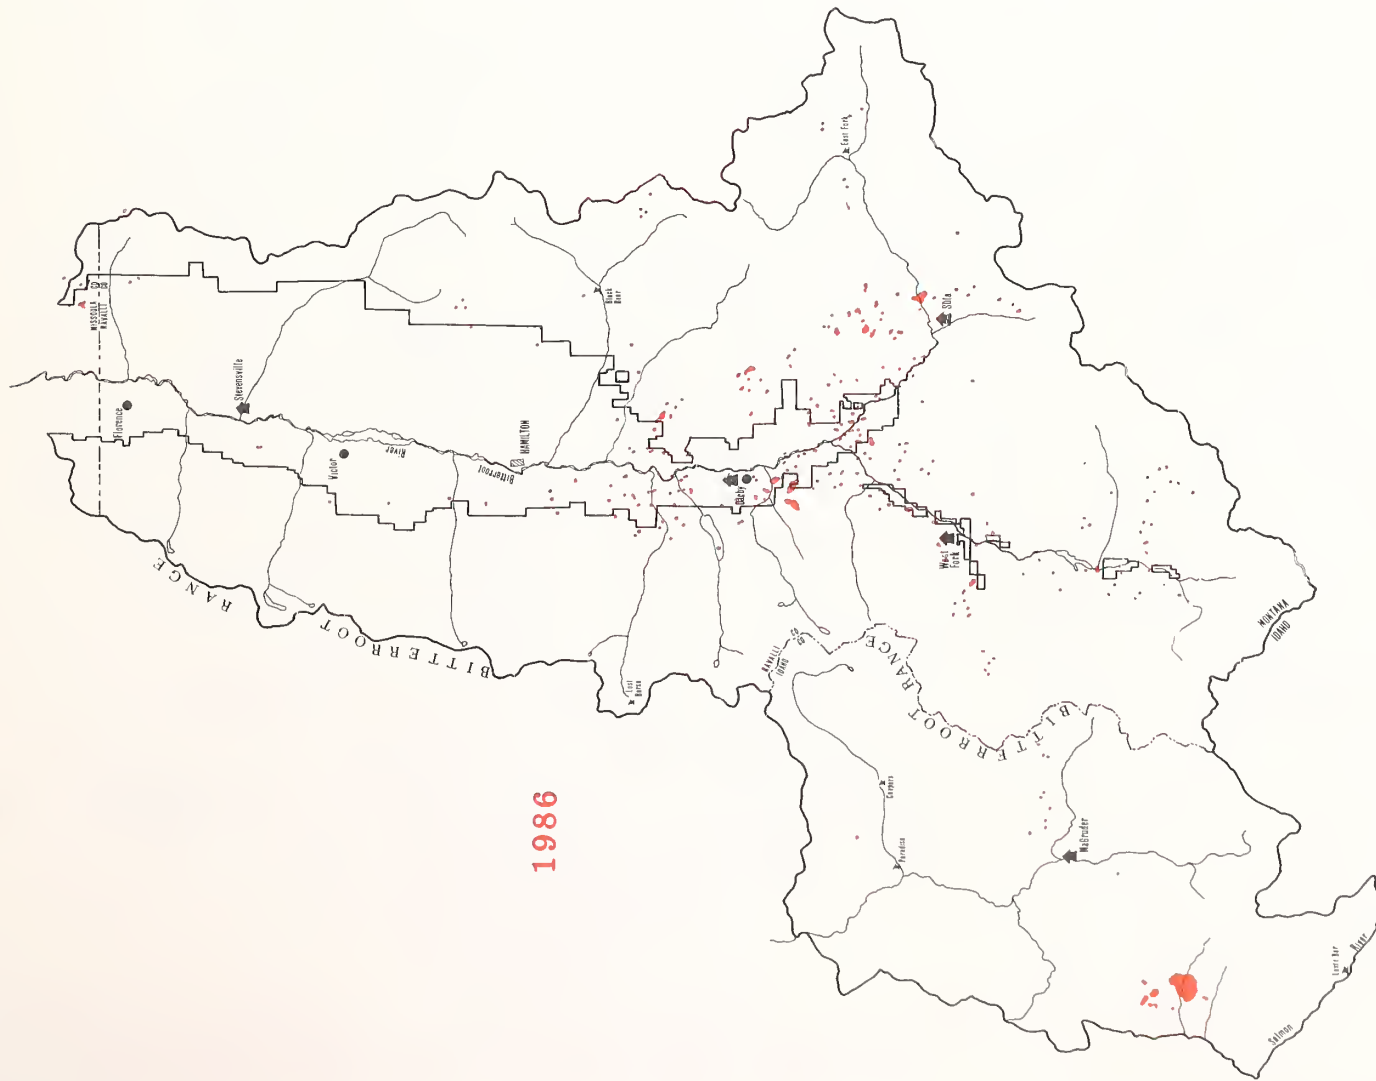 MISSOULA CO
RAVALLI CO
Florence
Stevensville
Victor
River
Bitterroot
HAMILTON
BITTERROOT RANGE
Black
Bear
East Fork
Sula
Darby
West
Fork
Lost
Horse
RAVALLI CO
IDAHO CO
BITTERROOT RANGE
MONTANA
IDAHO
1986
Coopers
Paradise
MaGruder
Salmon River